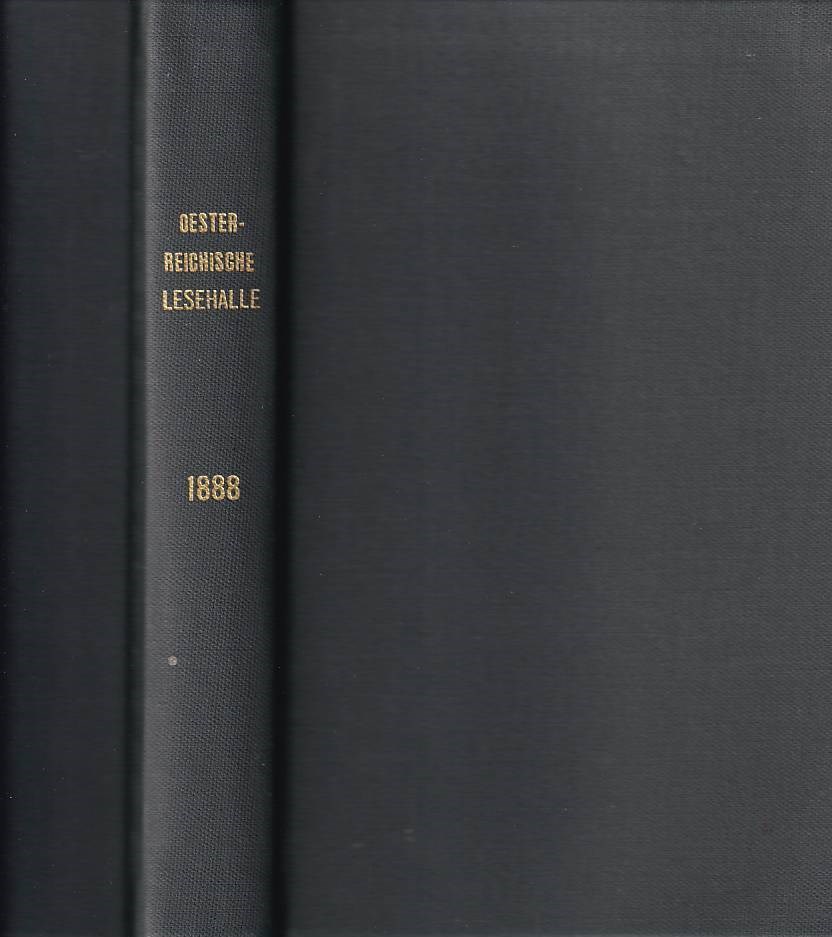 OESTER-
REICHISCHE
LESEHALLE
1888